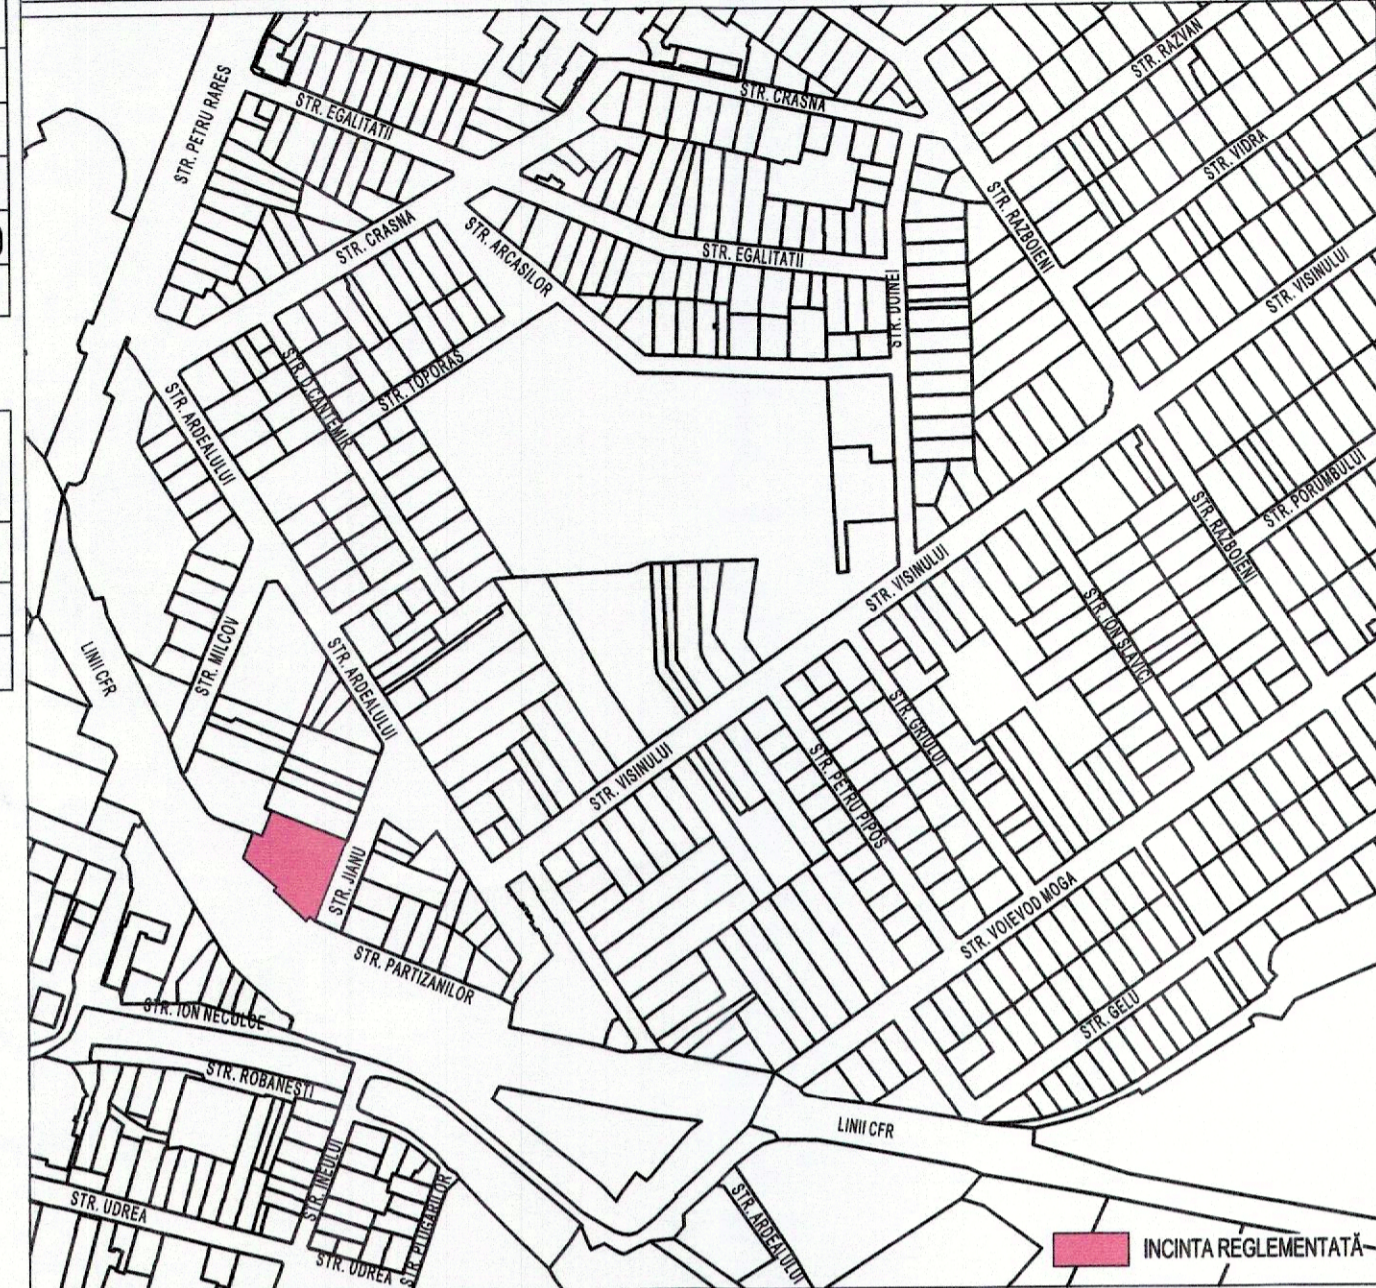 STR. RAZVAN
STR. PETRU RARES
STR. CRASNA
STR. EGALITATII
STR. VIDRA
STR. CRASNA
STR. ARCASILOR
STR. RAZBOIENI
STR. EGALITATII
STR. VISINULUI
STR. DOINEI
STR. TOPORAS
STR. D.CANTEMIR
STR. ARDEALULUI
STR. PORUMBULUI
STR. RAZBOIENI
STR. VISINULUI
STR. ION SLAVICI
STR. MILCOV
LINII CFR
STR. ARDEALULUI
STR. GRIULUI
STR. VISINULUI
STR. PETRU PIPOS
STR. JIANU
STR. VOIEVOD MOGA
STR. PARTIZANILOR
STR. ION NECULCE
STR. GELU
STR. ROBANESTI
LINII CFR
STR. INEULUI
STR. UDREA
STR. PLUGARILOR
STR. ARDEALULUI
STR. UDREA
INCINTA REGLEMENTATĂ